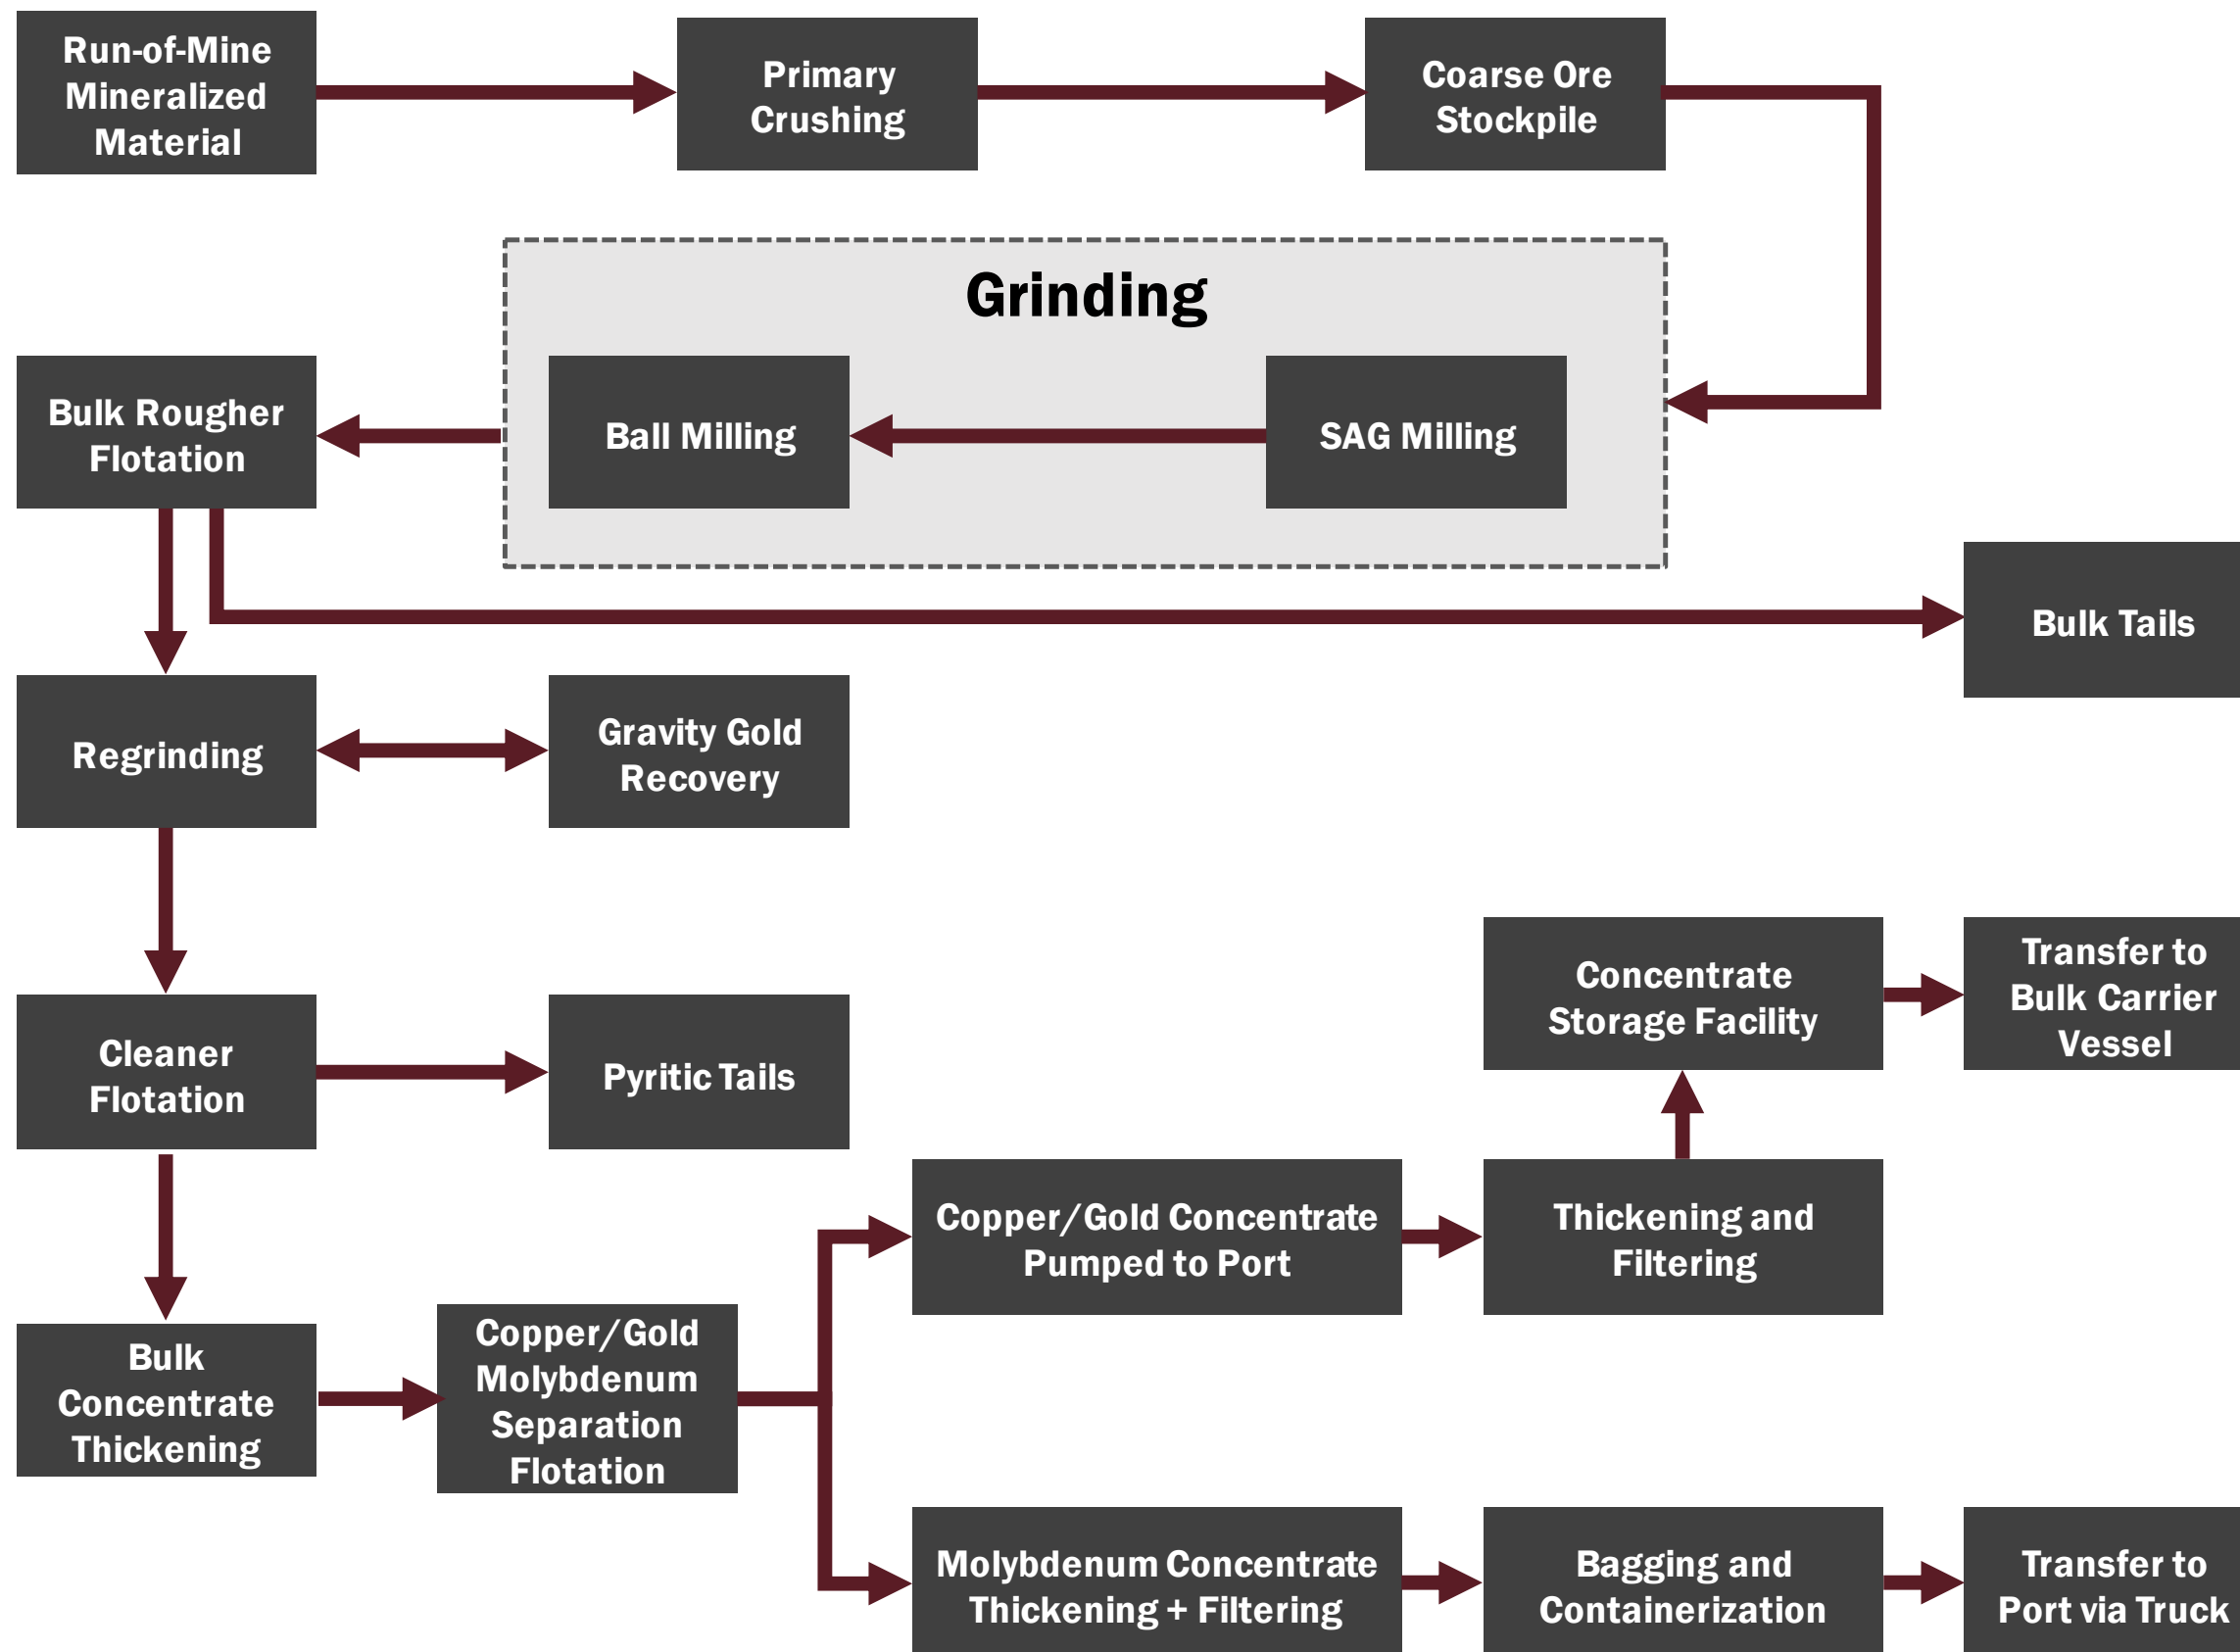 Run-of-Mine
Mineralized
Material
Primary
Crushing
Coarse Ore
Stockpile
Grinding
Bulk Rougher
Flotation
Ball Milling
SAG Milling
Bulk Tails
Regrinding
Gravity Gold
Recovery
Cleaner
Flotation
Pyritic Tails
Concentrate
Storage Facility
Transfer to
Bulk Carrier
Vessel
Copper/Gold Concentrate
Pumped to Port
Thickening and
Filtering
Bulk
Concentrate
Thickening
Copper/Gold
Molybdenum
Separation
Flotation
Molybdenum Concentrate
Thickening + Filtering
Bagging and
Containerization
Transfer to
Port via Truck